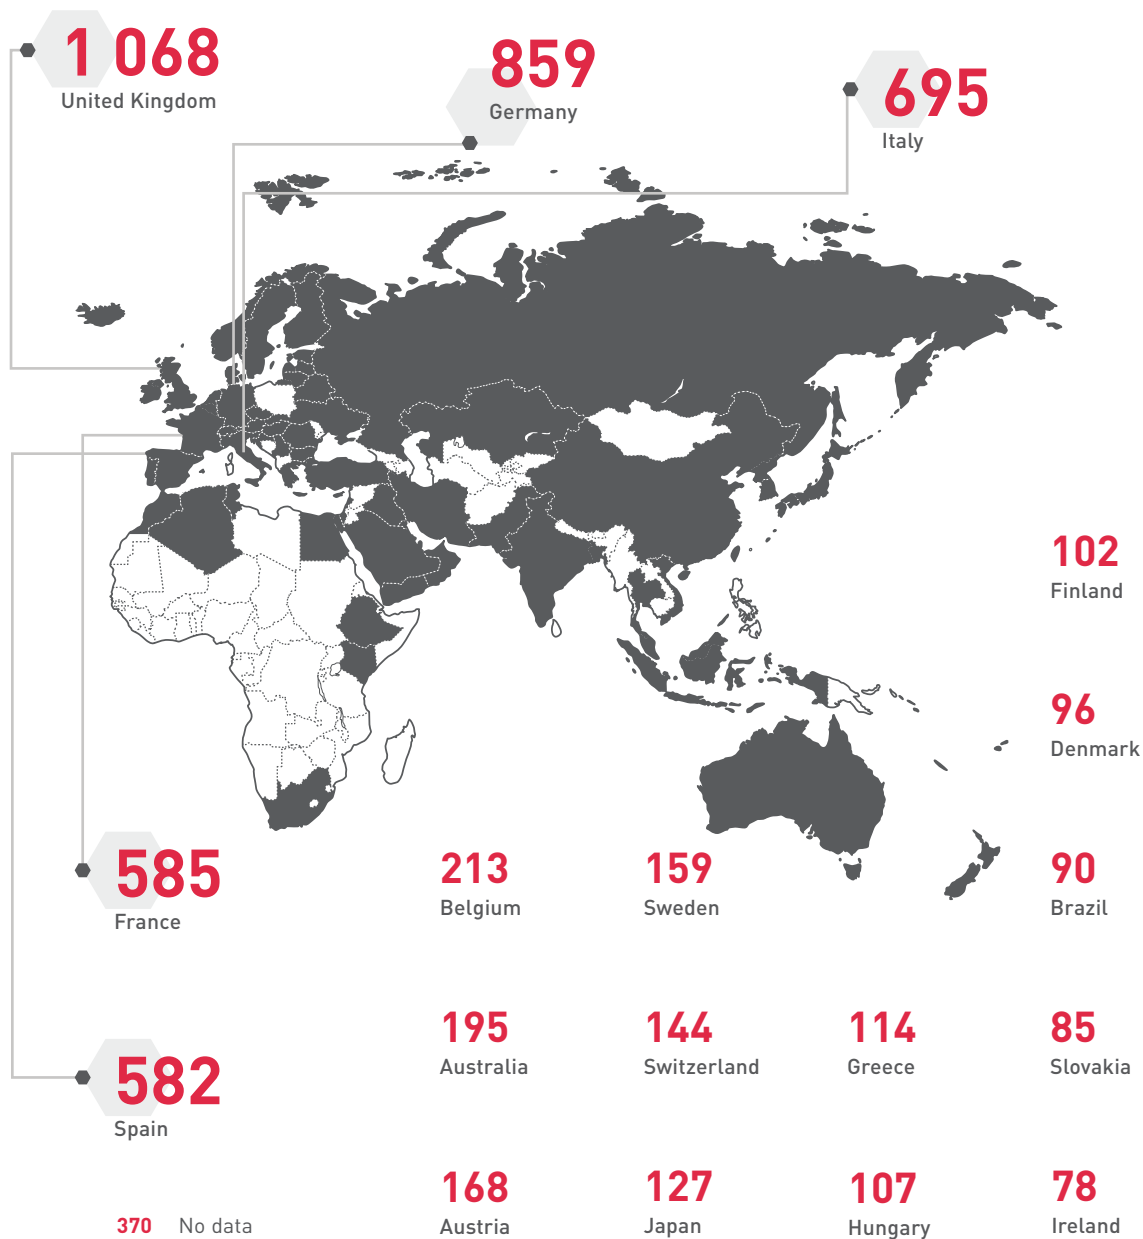 1 068
United Kingdom
859
Germany
695
Italy
102
Finland
96
Denmark
585
France
213
Belgium
159
Sweden
90
Brazil
582
Spain
195
Australia
144
Switzerland
114
Greece
85
Slovakia
168
Austria
127
Japan
107
Hungary
78
Ireland
370 No data